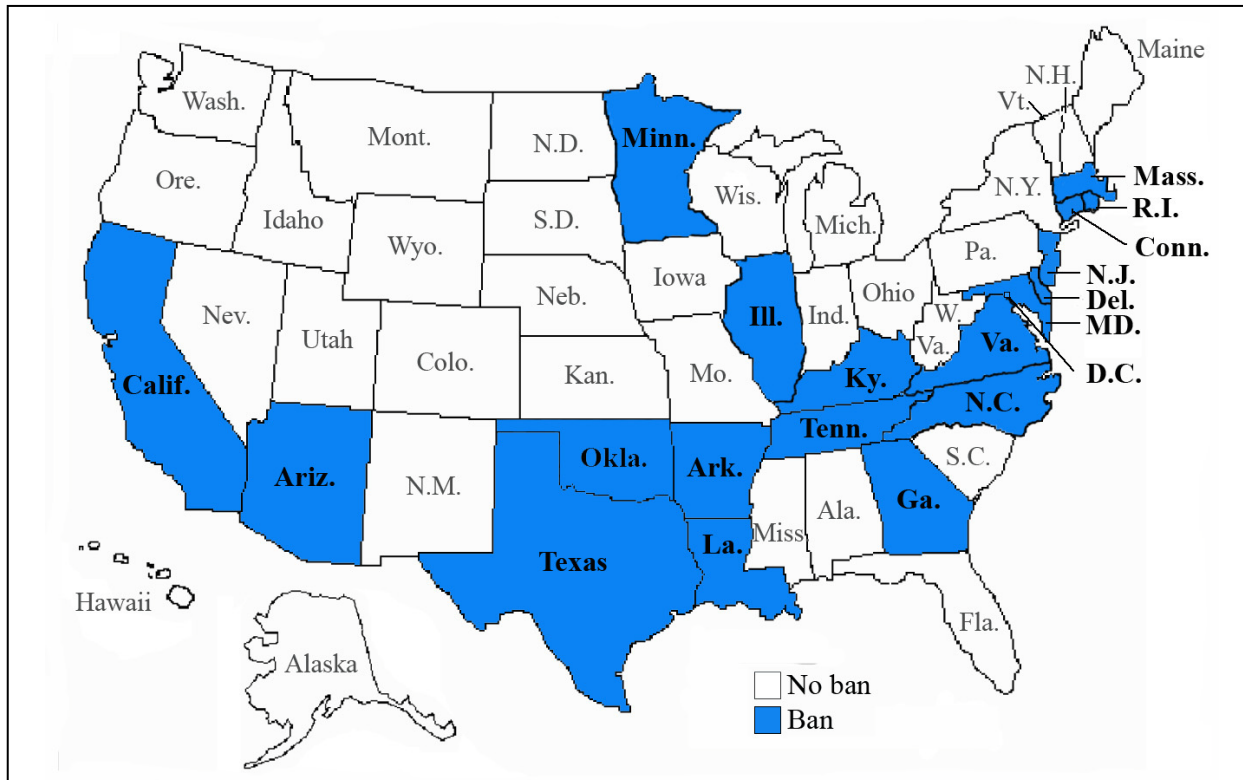 Maine
N.H.
Vt.
Wash.
Mont.
N.D.
Minn.
Ore.
Idaho
S.D.
Wis.
Mich.
N.Y.
Mass.
R.I.
Conn.
Wyo.
Iowa
Pa.
N.J.
Neb.
Ohio
Del.
Nev.
Utah
Ill.
Ind.
W.
Va.
MD.
Colo.
Kan.
Mo.
Va.
Calif.
Ky.
D.C.
N.C.
Tenn.
Okla.
Ark.
S.C.
Ariz.
N.M.
Ga.
Miss
Ala.
La.
Texas
Hawaii
Fla.
Alaska
No ban
Ban